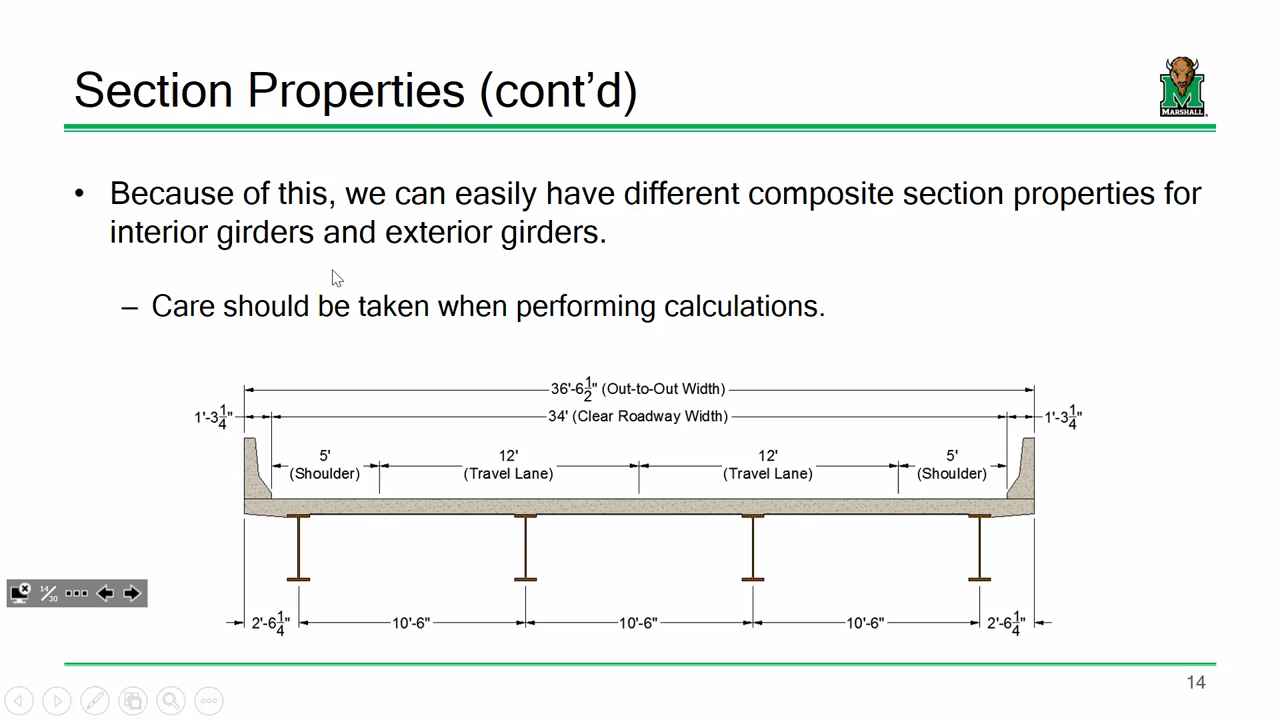 Section Properties (cont’d)
MARSHALL
• Because of this, we can easily have different composite section properties for
interior girders and exterior girders.
– Care should be taken when performing calculations.
36'-6 1/2" (Out-to-Out Width)
1'-3 1/4" 34' (Clear Roadway Width) 1'-3 1/4"
5' 12' 12' 5'
(Shoulder) (Travel Lane) (Travel Lane) (Shoulder)
14/30
2'-6 1/4" 10'-6" 10'-6" 10'-6" 2'-6 1/4"
14